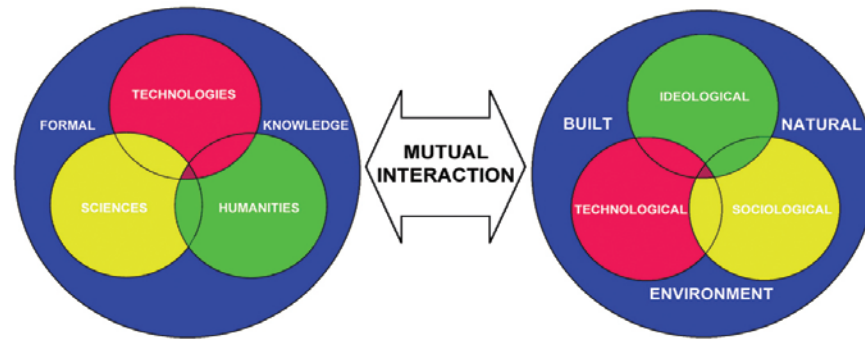 TECHNOLOGIES
FORMAL
KNOWLEDGE
SCIENCES
HUMANITIES
MUTUAL
INTERACTION
IDEOLOGICAL
BUILT
NATURAL
TECHNOLOGICAL
SOCIOLOGICAL
ENVIRONMENT